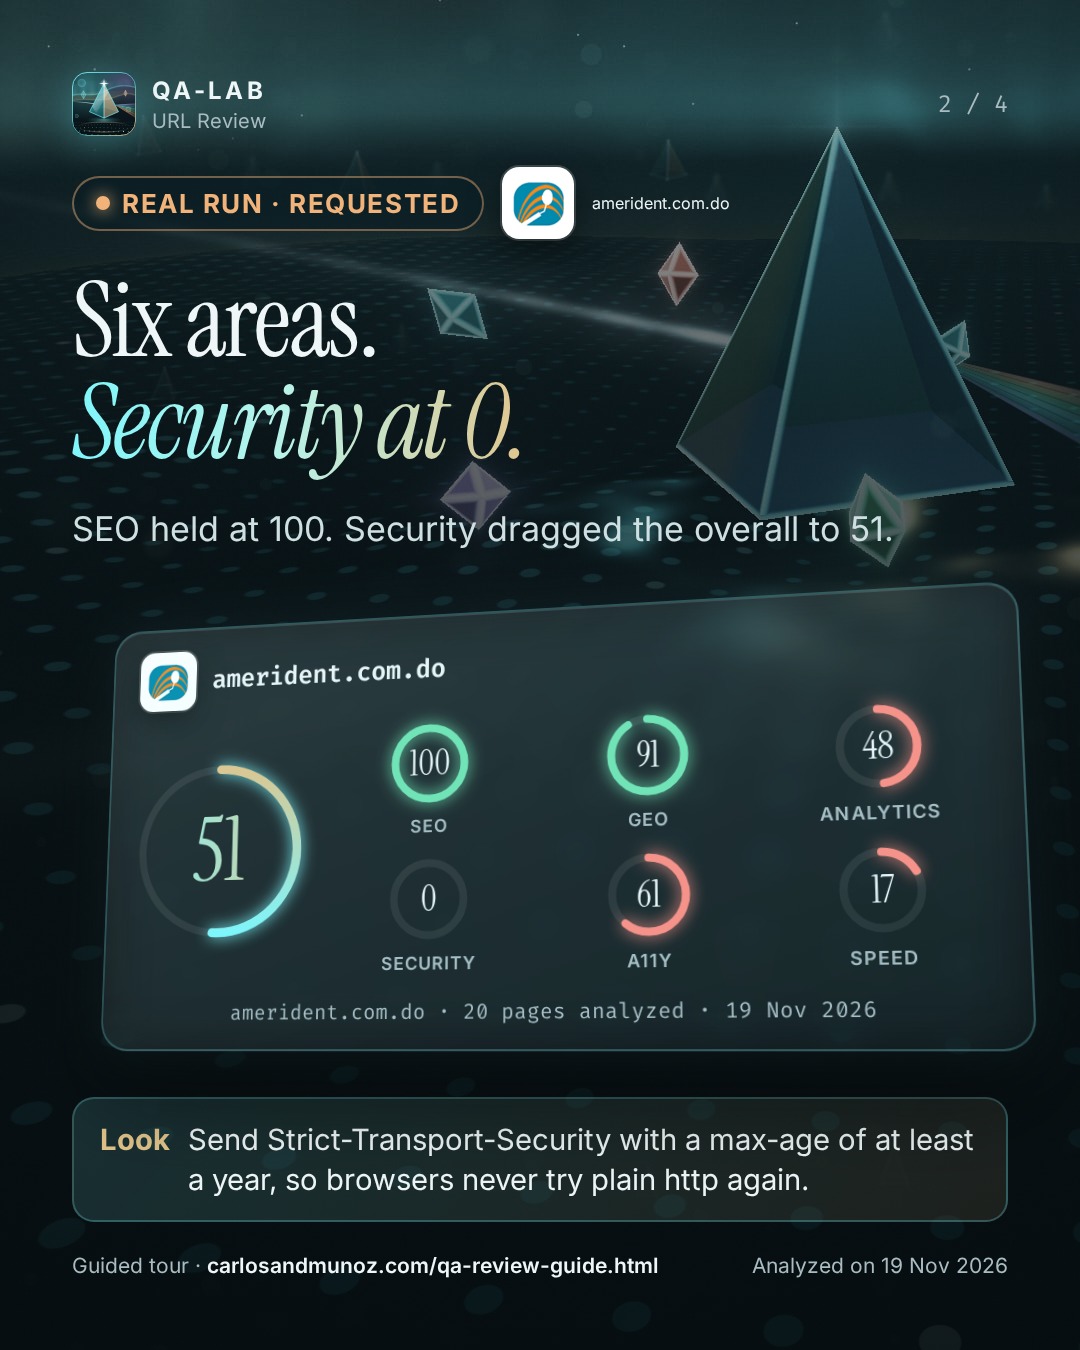 QA-LAB
URL Review
2 / 4
REAL RUN · REQUESTED
amerident.com.do
Six areas.
Security at 0.
SEO held at 100. Security dragged the overall to 51.
amerident.com.do
51
100
SEO
91
GEO
48
ANALYTICS
0
SECURITY
61
A11Y
17
SPEED
amerident.com.do · 20 pages analyzed · 19 Nov 2026
Look Send Strict-Transport-Security with a max-age of at least
a year, so browsers never try plain http again.
Guided tour · carlosandmunoz.com/qa-review-guide.html
Analyzed on 19 Nov 2026